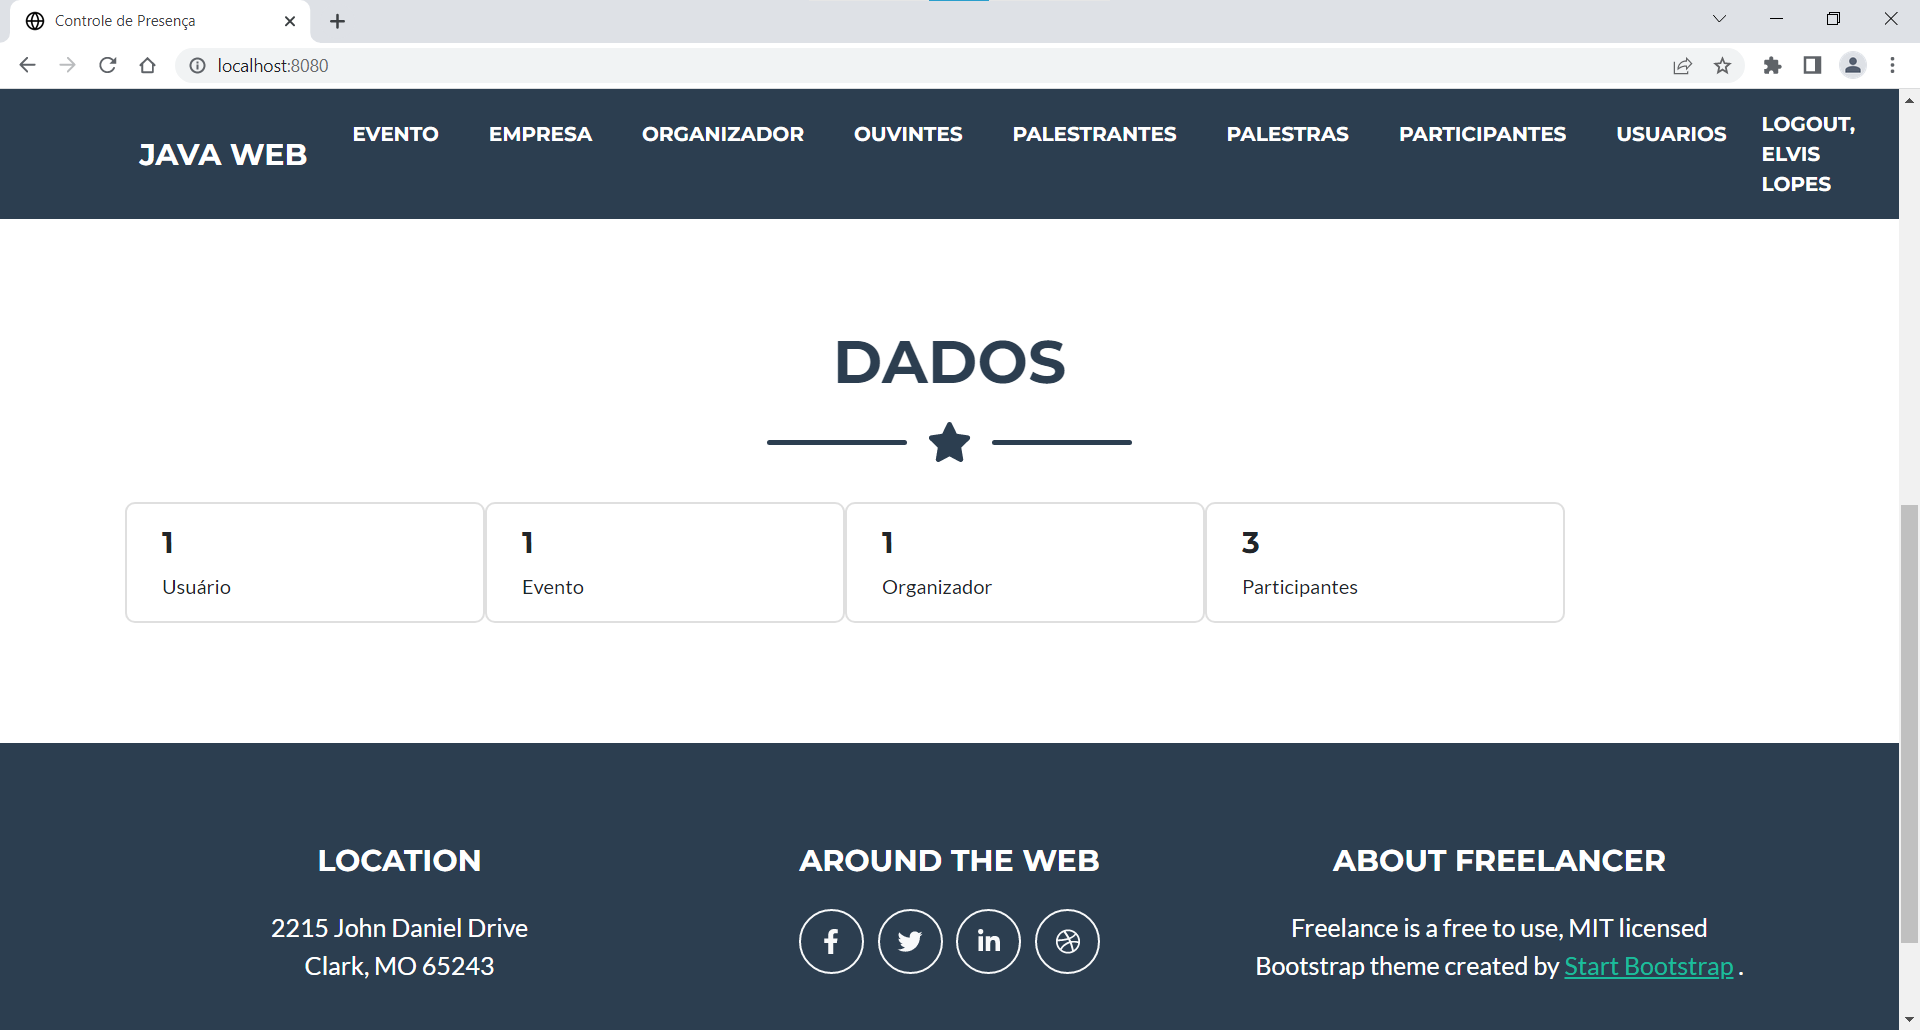 Controle de Presença
localhost:8080
JAVA WEB
EVENTO
EMPRESA
ORGANIZADOR
OUVINTES
PALESTRANTES
PALESTRAS
PARTICIPANTES
USUARIOS
LOGOUT,
ELVIS
LOPES
DADOS
1
Usuário
1
Evento
1
Organizador
3
Participantes
LOCATION
2215 John Daniel Drive
Clark, MO 65243
AROUND THE WEB
ABOUT FREELANCER
Freelance is a free to use, MIT licensed
Bootstrap theme created by Start Bootstrap .